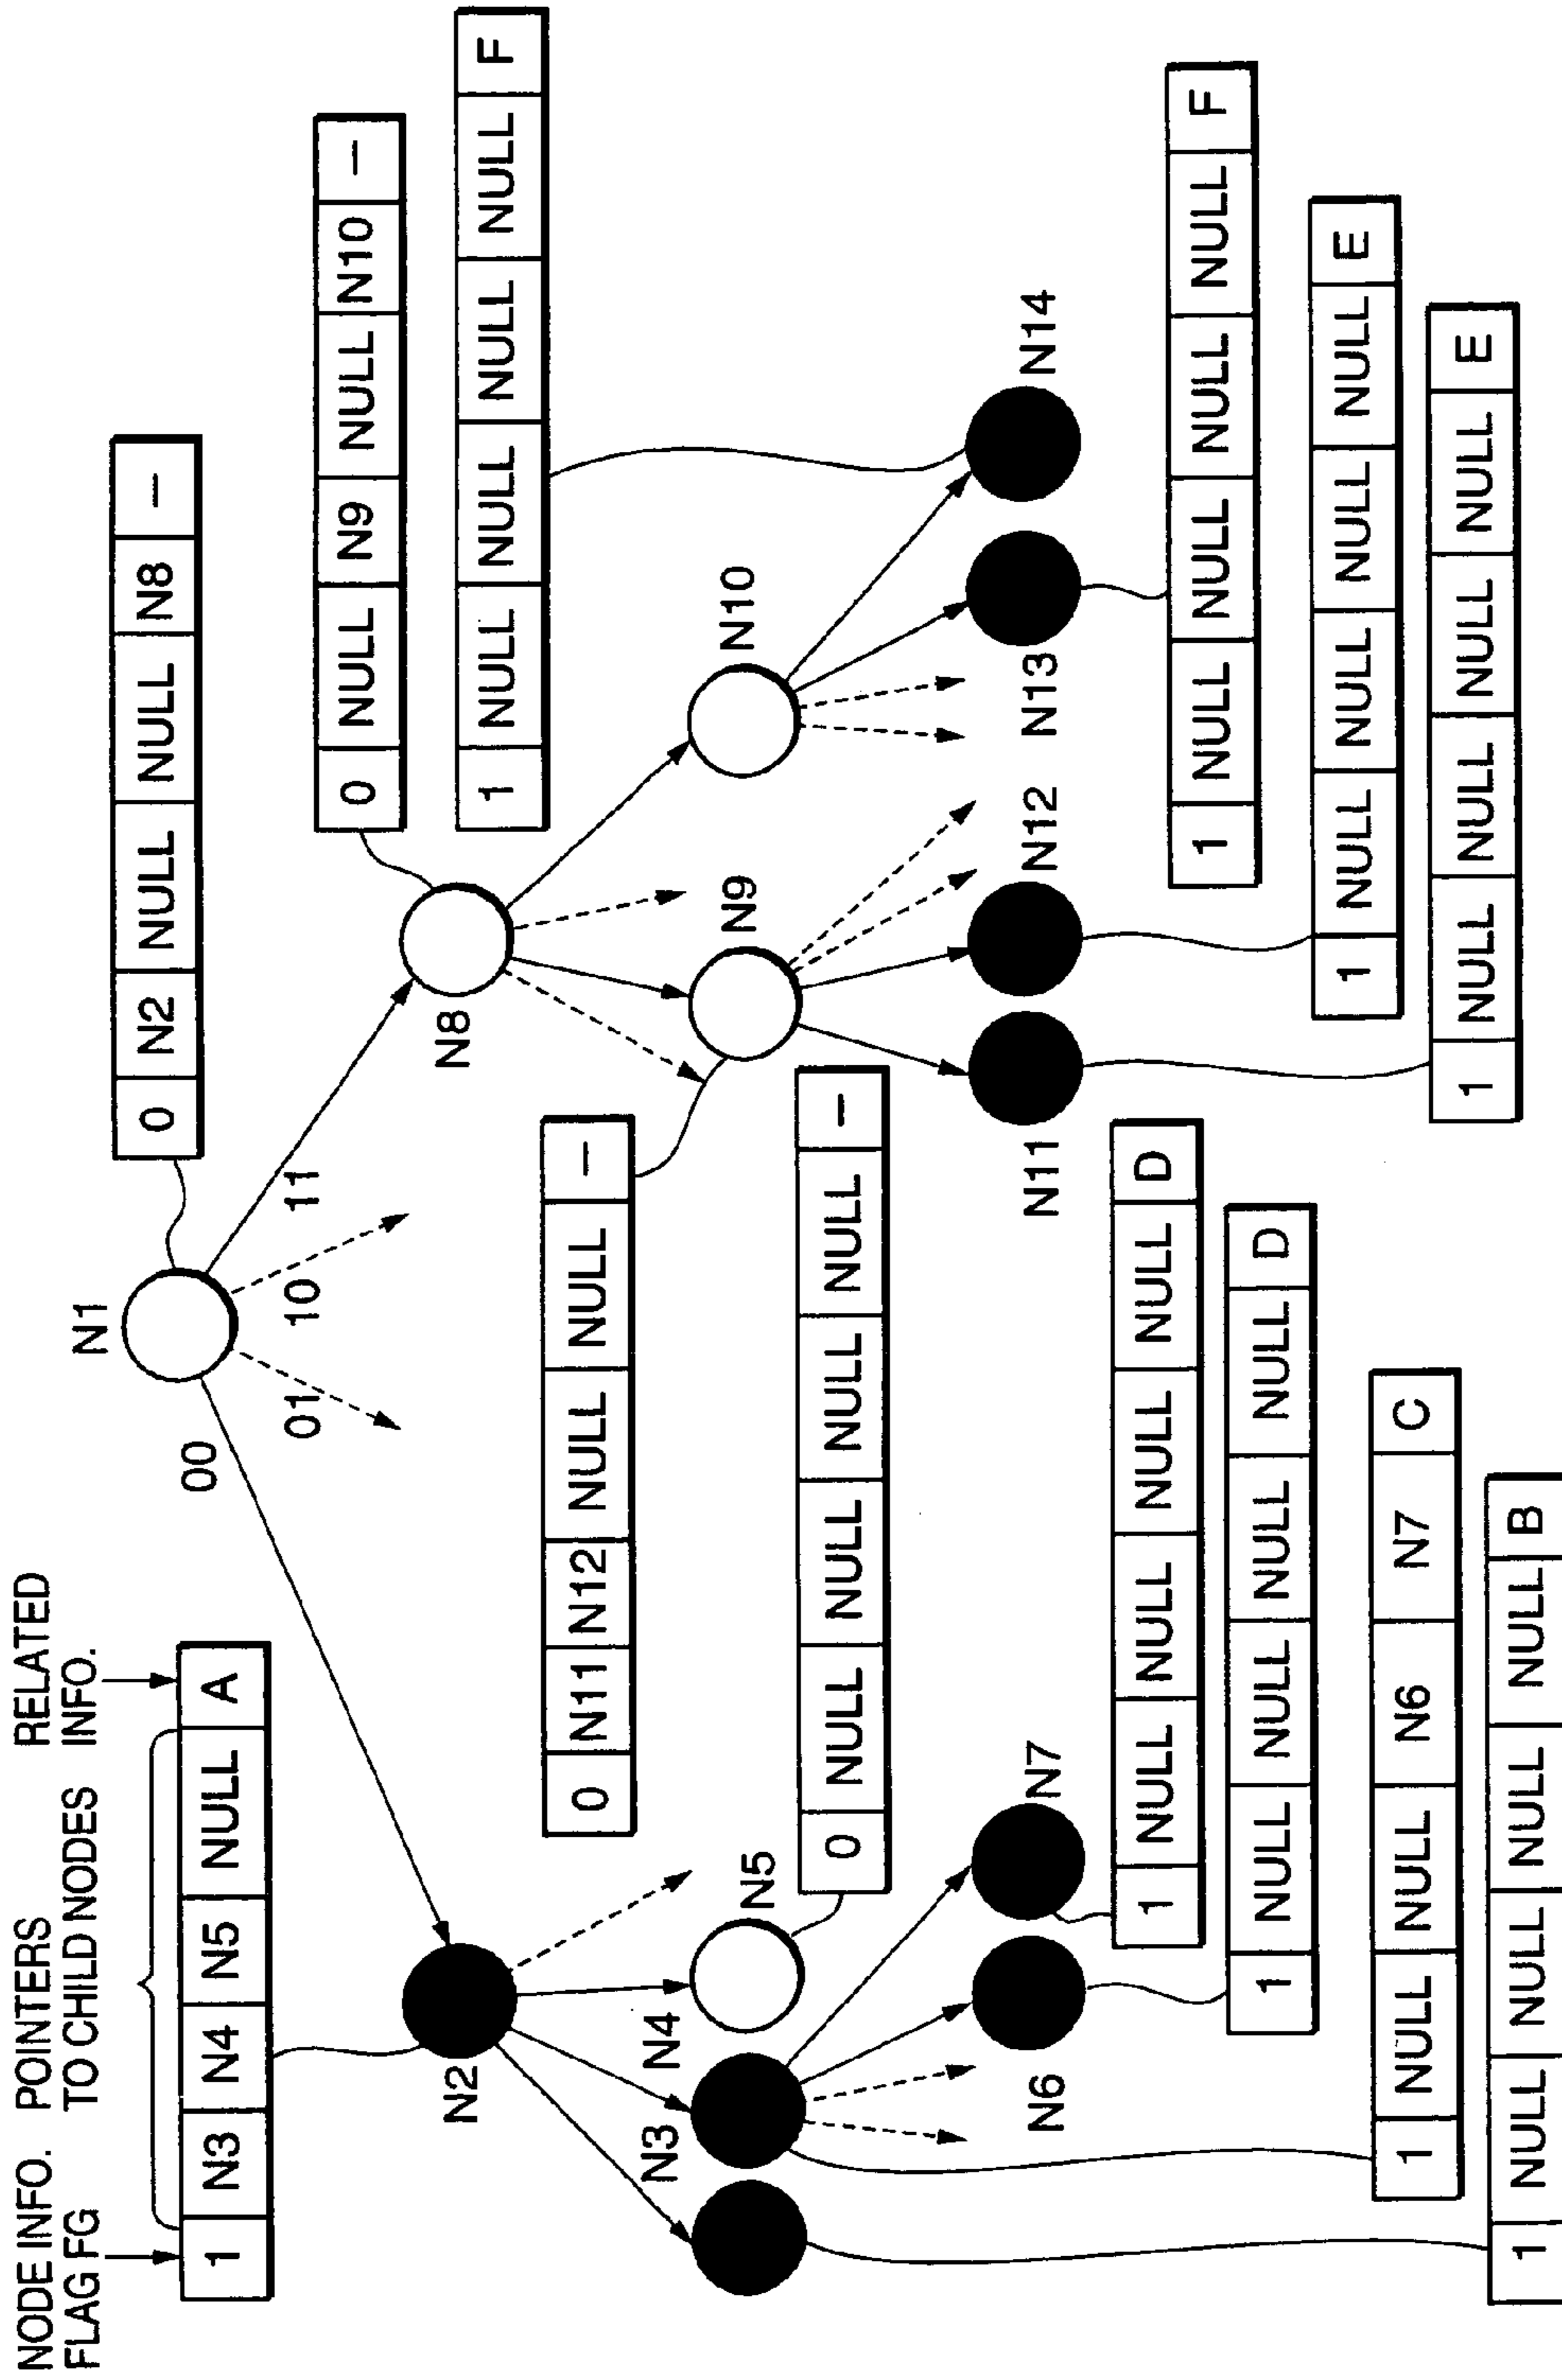 NODE INFO. POINTERS RELATED
FLAG FG TO CHILD NODES INFO.
1 N3 N4 N5 NULL A
N1
0 N2 NULL NULL N8 –
00
01
10
11
N2
N8
0 NULL N9 NULL N10 –
1 NULL NULL NULL NULL F
0 N11 N12 NULL NULL –
N3
N4
N5
N9
N10
0 NULL NULL NULL NULL –
N6
N7
N11
N12
N13
N14
1 NULL NULL NULL NULL D
1 NULL NULL NULL NULL F
1 NULL NULL NULL NULL D
1 NULL NULL NULL NULL E
1 NULL NULL N6 N7 C
1 NULL NULL NULL NULL E
1 NULL NULL NULL NULL B